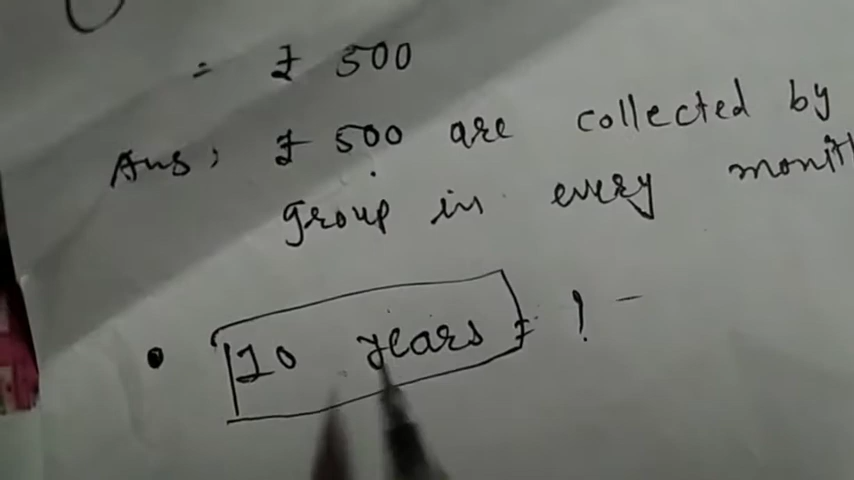 = ₹ 500
Ans: ₹ 500 are collected by
group in every month
10 years = ! -